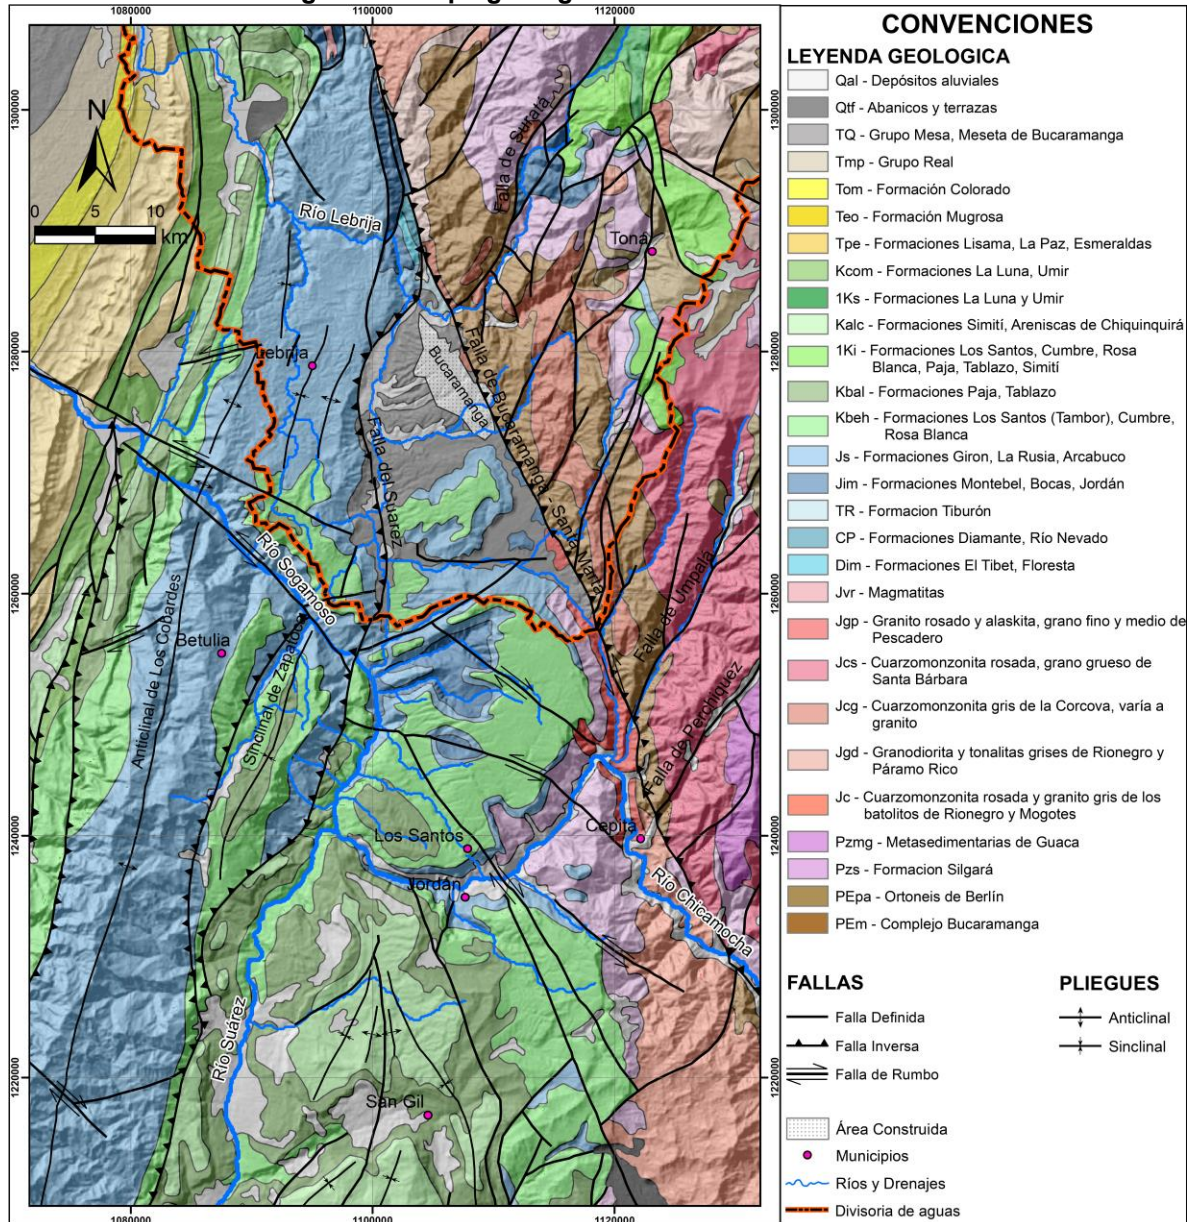 1080000
1100000
1120000
1300000
1280000
1260000
1240000
1220000
N
0 5 10
km
Río Lebrija
Falla de Suratá
Tona
Lebrija
Bucaramanga
Falla de Bucaramanga - Santa Marta
Falla del Suárez
Río Sogamoso
Falla de Umpala
Betulia
Anticlinal de Los Cobardes
Sinclinal de Zapatoca
Falla de Perchiquez
Los Santos
Cepita
Jordán
Río Chicamocha
Río Suárez
San Gil
1300000
1280000
1260000
1240000
1220000
1080000
1100000
1120000
CONVENCIONES
LEYENDA GEOLOGICA
Qal - Depósitos aluviales
Qtf - Abanicos y terrazas
TQ - Grupo Mesa, Meseta de Bucaramanga
Tmp - Grupo Real
Tom - Formación Colorado
Teo - Formación Mugrosa
Tpe - Formaciones Lisama, La Paz, Esmeraldas
Kcom - Formaciones La Luna, Umir
1Ks - Formaciones La Luna y Umir
Kalc - Formaciones Simití, Areniscas de Chiquinquirá
1Ki - Formaciones Los Santos, Cumbre, Rosa
Blanca, Paja, Tablazo, Simití
Kbal - Formaciones Paja, Tablazo
Kbeh - Formaciones Los Santos (Tambor), Cumbre,
Rosa Blanca
Js - Formaciones Giron, La Rusia, Arcabuco
Jim - Formaciones Montebel, Bocas, Jordán
TR - Formacion Tiburón
CP - Formaciones Diamante, Río Nevado
Dim - Formaciones El Tibet, Floresta
Jvr - Magmatitas
Jgp - Granito rosado y alaskita, grano fino y medio de
Pescadero
Jcs - Cuarzomonzonita rosada, grano grueso de
Santa Bárbara
Jcg - Cuarzomonzonita gris de la Corcova, varía a
granito
Jgd - Granodiorita y tonalitas grises de Rionegro y
Páramo Rico
Jc - Cuarzomonzonita rosada y granito gris de los
batolitos de Rionegro y Mogotes
Pzmg - Metasedimentarias de Guaca
Pzs - Formacion Silgará
PEpa - Ortoneis de Berlín
PEm - Complejo Bucaramanga
FALLAS
Falla Definida
Falla Inversa
Falla de Rumbo
PLIEGUES
Anticlinal
Sinclinal
Área Construida
Municipios
Ríos y Drenajes
Divisoria de aguas